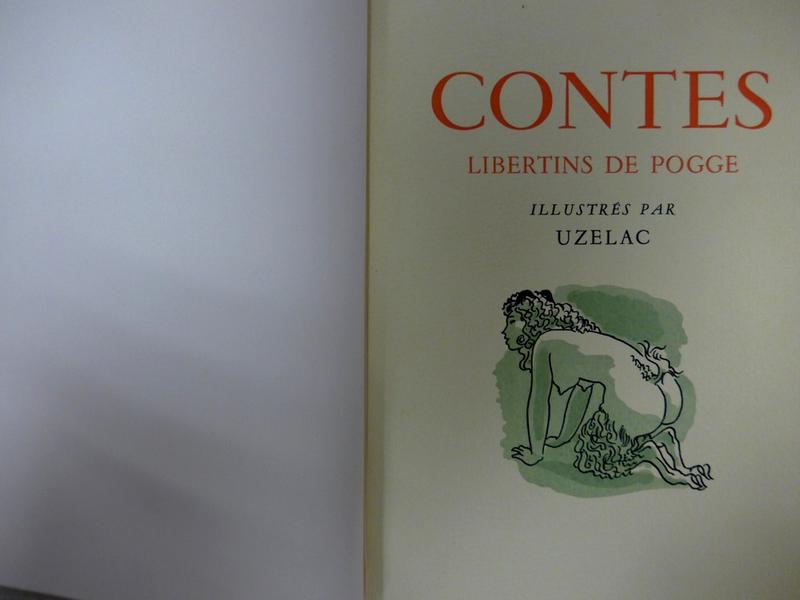 CONTES
LIBERTINS DE POGGE
ILLUSTRÉS PAR
UZELAC